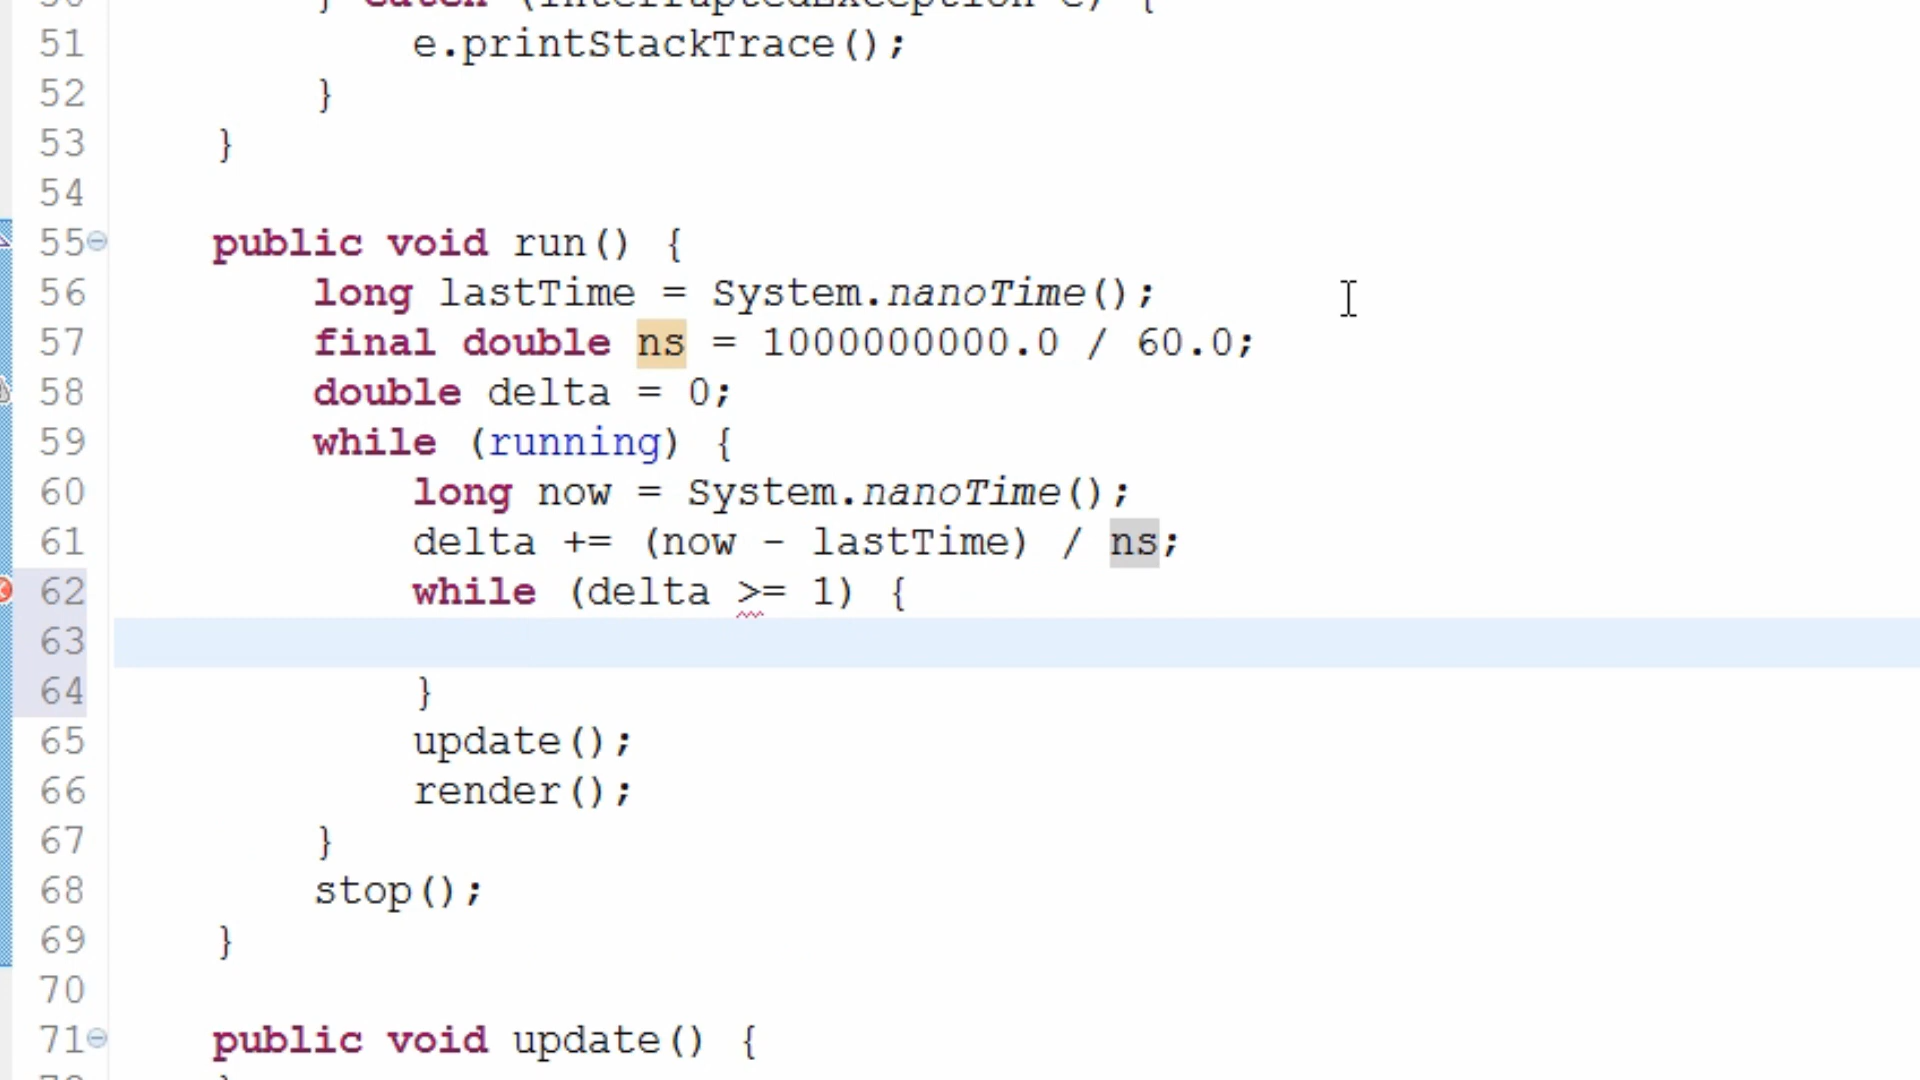 50 } catch (InterruptedException e) {
51 e.printStackTrace();
52 }
53 }
54
55 public void run() {
56 long lastTime = System.nanoTime();
57 final double ns = 1000000000.0 / 60.0;
58 double delta = 0;
59 while (running) {
60 long now = System.nanoTime();
61 delta += (now - lastTime) / ns;
62 while (delta >= 1) {
63
64 }
65 update();
66 render();
67 }
68 stop();
69 }
70
71 public void update() {